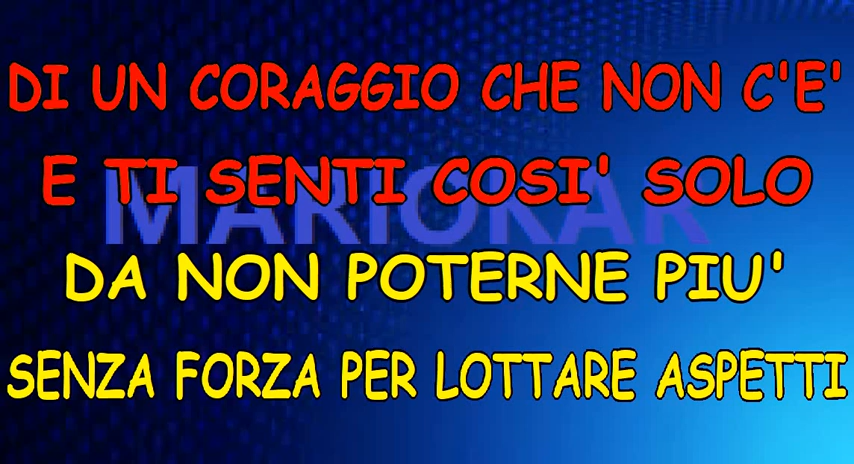 DI UN CORAGGIO CHE NON C'E'
E TI SENTI COSI' SOLO
MARIOKAR
DA NON POTERNE PIU'
SENZA FORZA PER LOTTARE ASPETTI